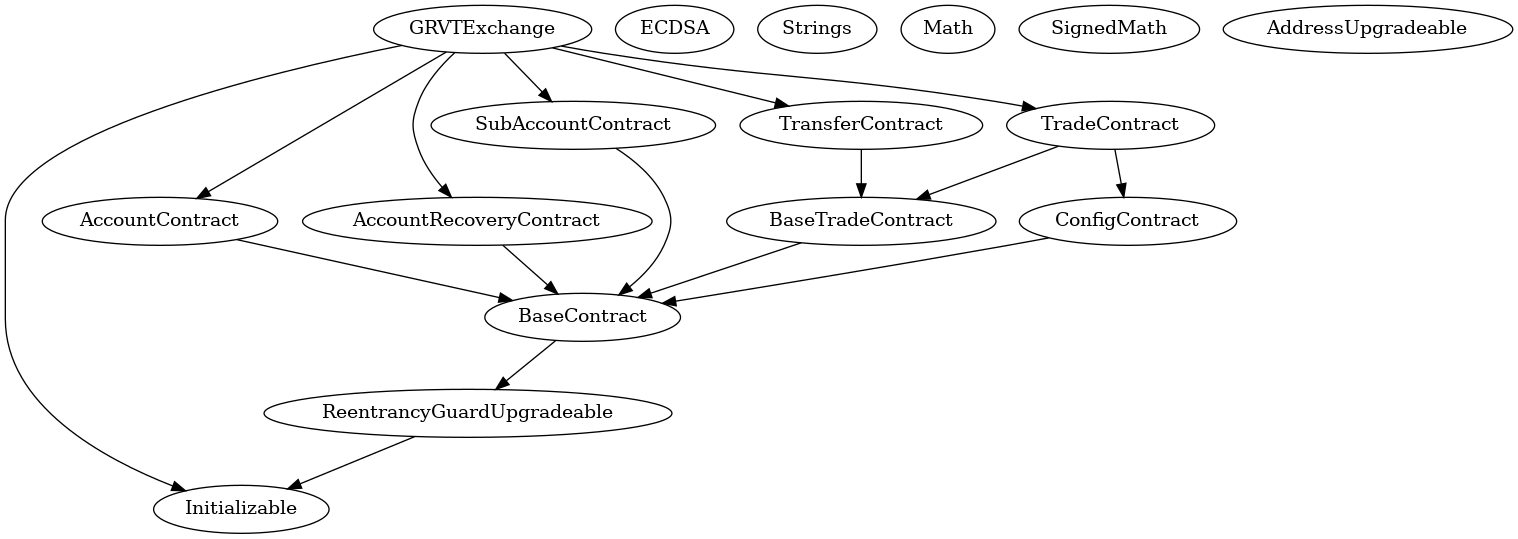 GRVTExchange
ECDSA
Strings
Math
SignedMath
AddressUpgradeable
SubAccountContract
TransferContract
TradeContract
AccountContract
AccountRecoveryContract
BaseTradeContract
ConfigContract
BaseContract
ReentrancyGuardUpgradeable
Initializable